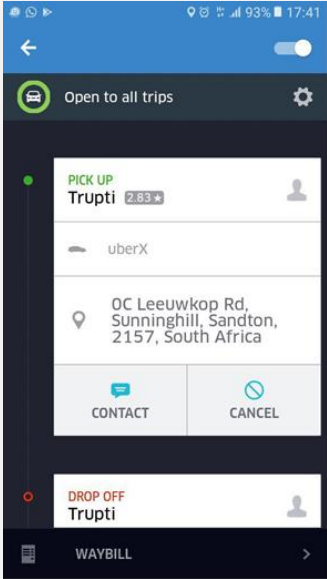 93% 17:41
Open to all trips
PICK UP
Trupti 2.83 ★
uberX
0C Leeuwkop Rd,
Sunninghill, Sandton,
2157, South Africa
CONTACT CANCEL
DROP OFF
Trupti
WAYBILL